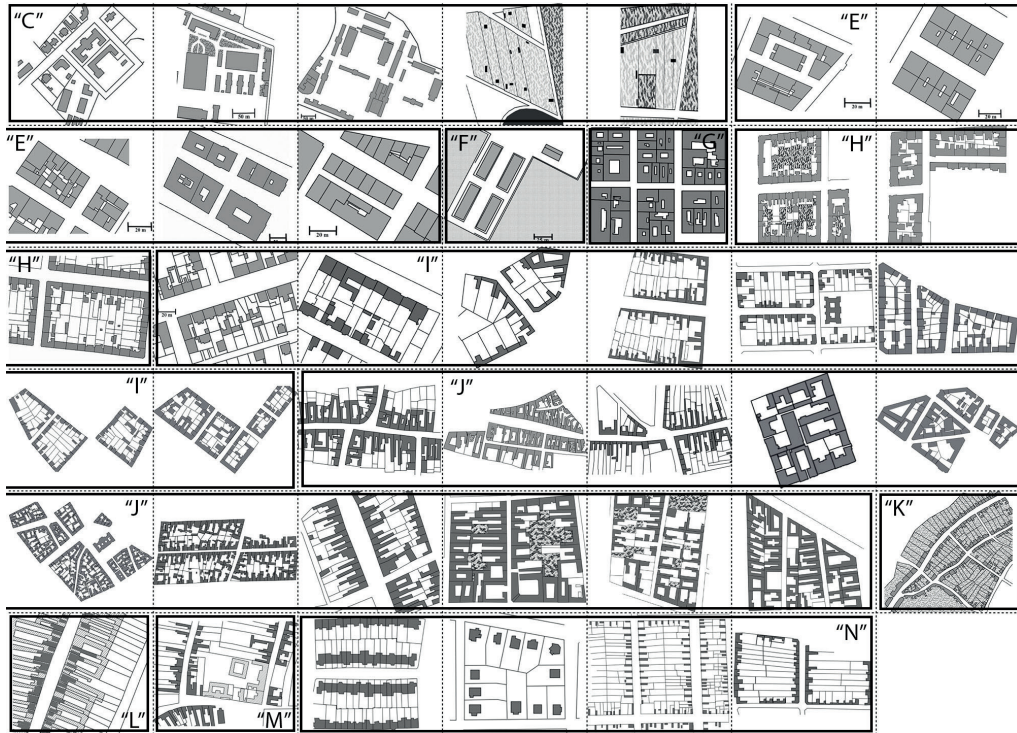 “C”
50 m
“E”
20 m
20 m
“E”
20 m
20 m
“F”
“G”
“H”
“H”
20 m
“I”
“I”
“J”
“J”
“K”
“L”
“M”
“N”